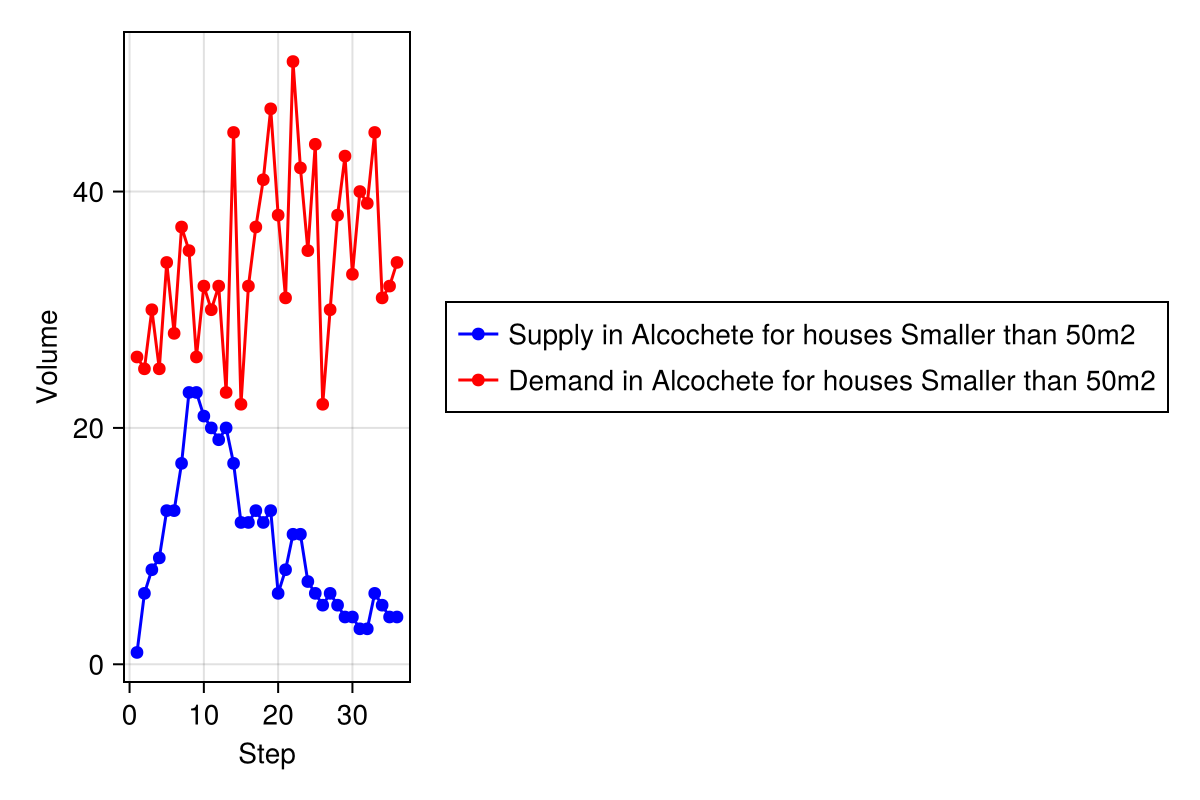 Volume
40
20
0
0 10 20 30
Step
Supply in Alcochete for houses Smaller than 50m2
Demand in Alcochete for houses Smaller than 50m2